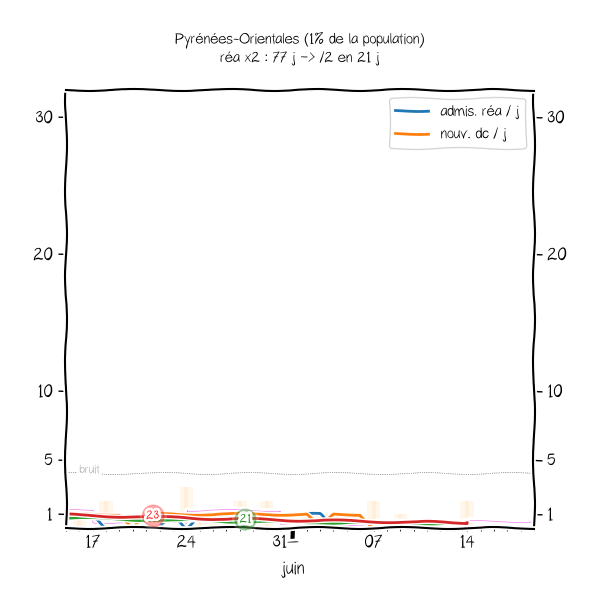 Pyrénées-Orientales (1% de la population)
réa x2 : 77 j -> /2 en 21 j
admis. réa / j
nouv. dc / j
30
30
20
20
10
10
5
5
bruit
1
1
23
21
17
24
31
07
14
juin